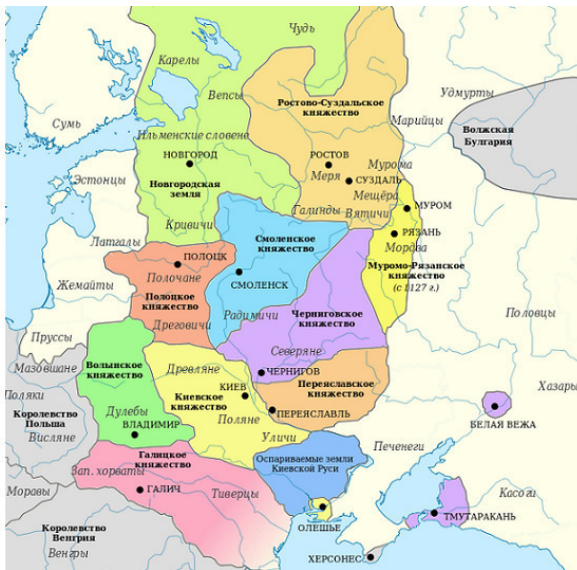 Чудь
Карелы
Вепсы
Ростово-Суздальское
княжество
Удмурты
Сумь
Марийцы
Волжская
Булгария
Ильменские словене
НОВГОРОД
РОСТОВ
Мурома
Меря
СУЗДАЛЬ
Эстонцы
Новгородская
земля
Мещёра
МУРОМ
Галинды
Вятичи
Кривичи
РЯЗАНЬ
Латгалы
Смоленское
княжество
Мордва
ПОЛОЦК
Муромо-Рязанское
княжество
(с 1127 г.)
Полочане
СМОЛЕНСК
Жемайты
Полоцкое
княжество
Радимичи
Черниговское
княжество
Половцы
Дреговичи
Пруссы
Северяне
Мазовшане
Волынское
княжество
Древляне
ЧЕРНИГОВ
Переяславское
княжество
Хазары
Поляки
КИЕВ
Киевское
княжество
Королевство
Польша
Дулебы
ПЕРЕЯСЛАВЛЬ
БЕЛАЯ ВЕЖА
Поляне
ВЛАДИМИР
Висляне
Уличи
Печенеги
Галицкое
княжество
Оспариваемые земли
Киевской Руси
Зап. хорваты
Моравы
ГАЛИЧ
Тиверцы
Касоги
ОЛЕШЬЕ
ТМУТАРАКАНЬ
Королевство
Венгрия
Венгры
ХЕРСОНЕС